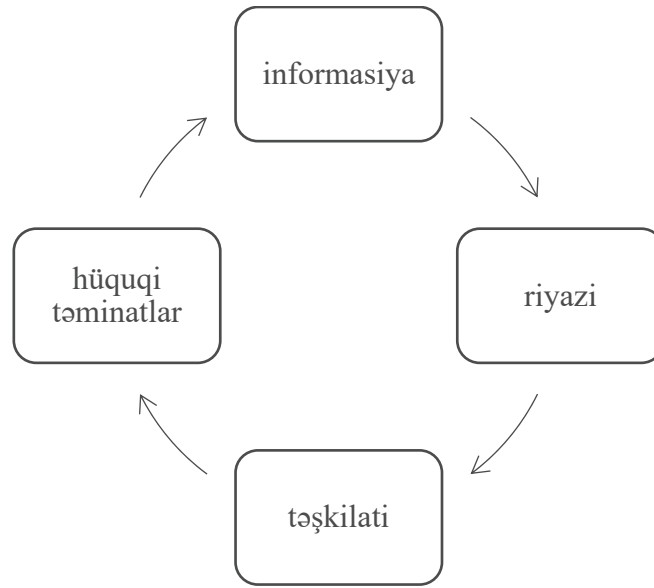 informasiya
riyazi
təşkilati
hüquqi
təminatlar